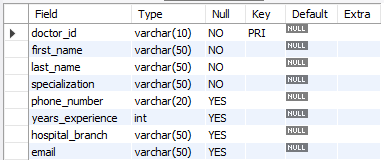 Field Type Null Key Default Extra
doctor_id varchar(10) NO PRI NULL
first_name varchar(50) NO NULL
last_name varchar(50) NO NULL
specialization varchar(50) NO NULL
phone_number varchar(20) YES NULL
years_experience int YES NULL
hospital_branch varchar(50) YES NULL
email varchar(50) YES NULL